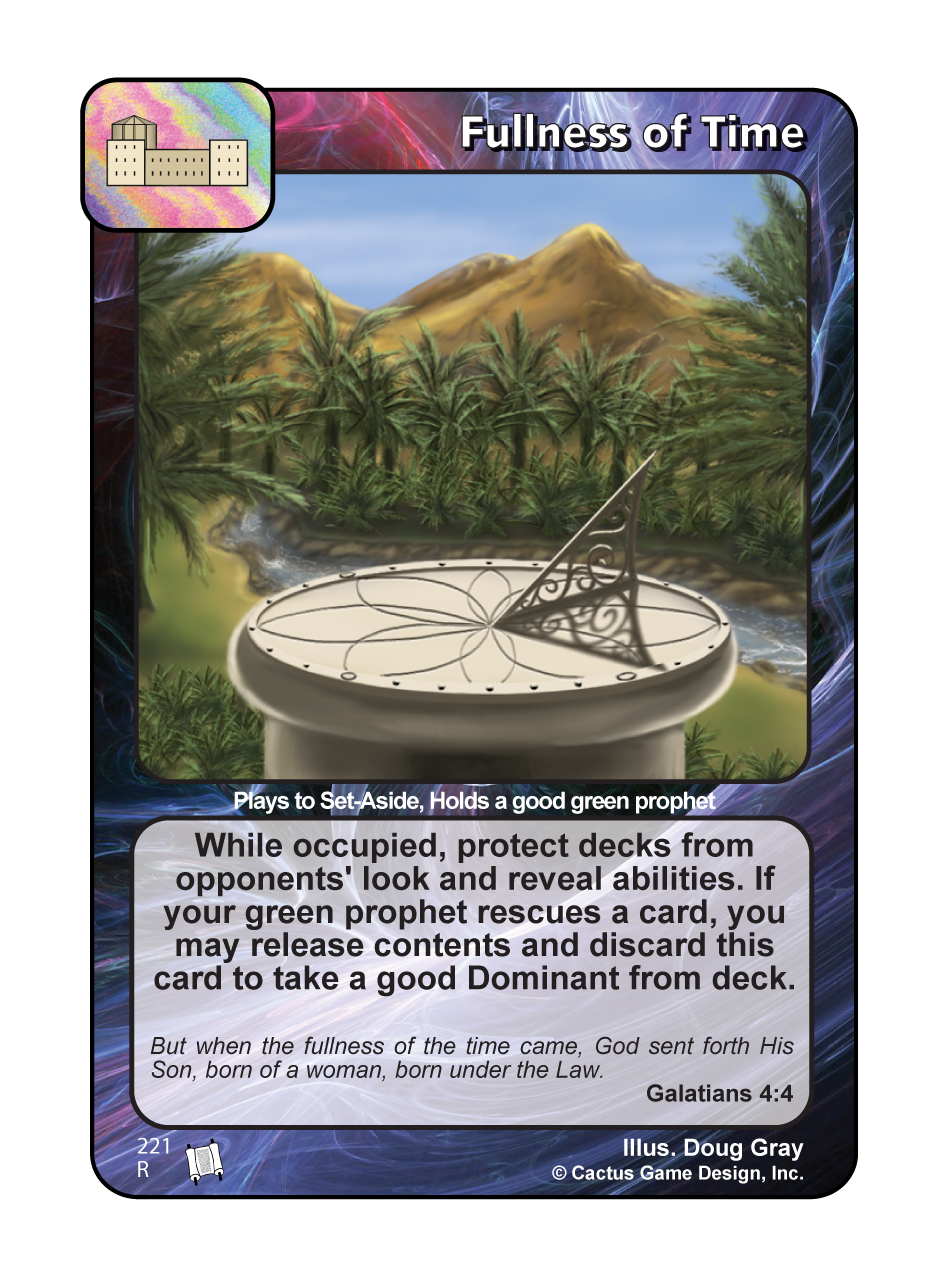 Fullness of Time
Plays to Set-Aside, Holds a good green prophet
While occupied, protect decks from
opponents' look and reveal abilities. If
your green prophet rescues a card, you
may release contents and discard this
card to take a good Dominant from deck.
But when the fullness of the time came, God sent forth His
Son, born of a woman, born under the Law.
Galatians 4:4
221
R
Illus. Doug Gray
© Cactus Game Design, Inc.